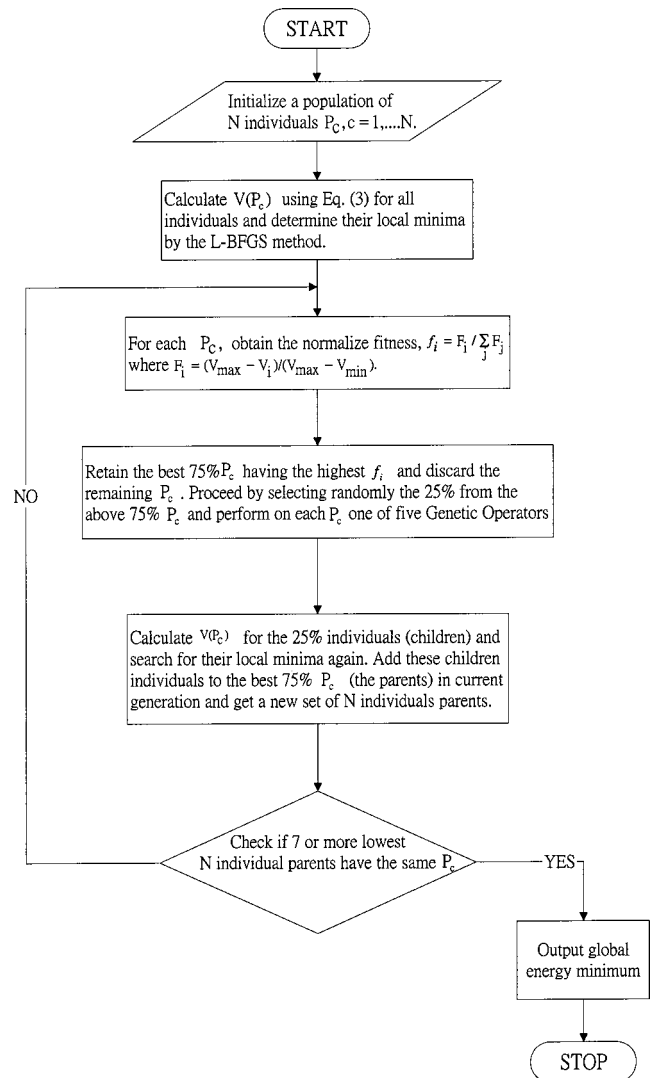 START
Initialize a population of
N individuals P_C, c = 1,....N.
Calculate V(P_c) using Eq. (3) for all
individuals and determine their local minima
by the L-BFGS method.
For each P_C, obtain the normalize fitness, f_i = F_i / Σ_j F_j
where F_i = (V_max − V_i)/(V_max − V_min).
Retain the best 75%P_c having the highest f_i and discard the
remaining P_c . Proceed by selecting randomly the 25% from the
above 75% P_c and perform on each P_c one of five Genetic Operators
NO
Calculate V(P_c) for the 25% individuals (children) and
search for their local minima again. Add these children
individuals to the best 75% P_c (the parents) in current
generation and get a new set of N individuals parents.
Check if 7 or more lowest
N individual parents have the same P_c
YES
Output global
energy minimum
STOP